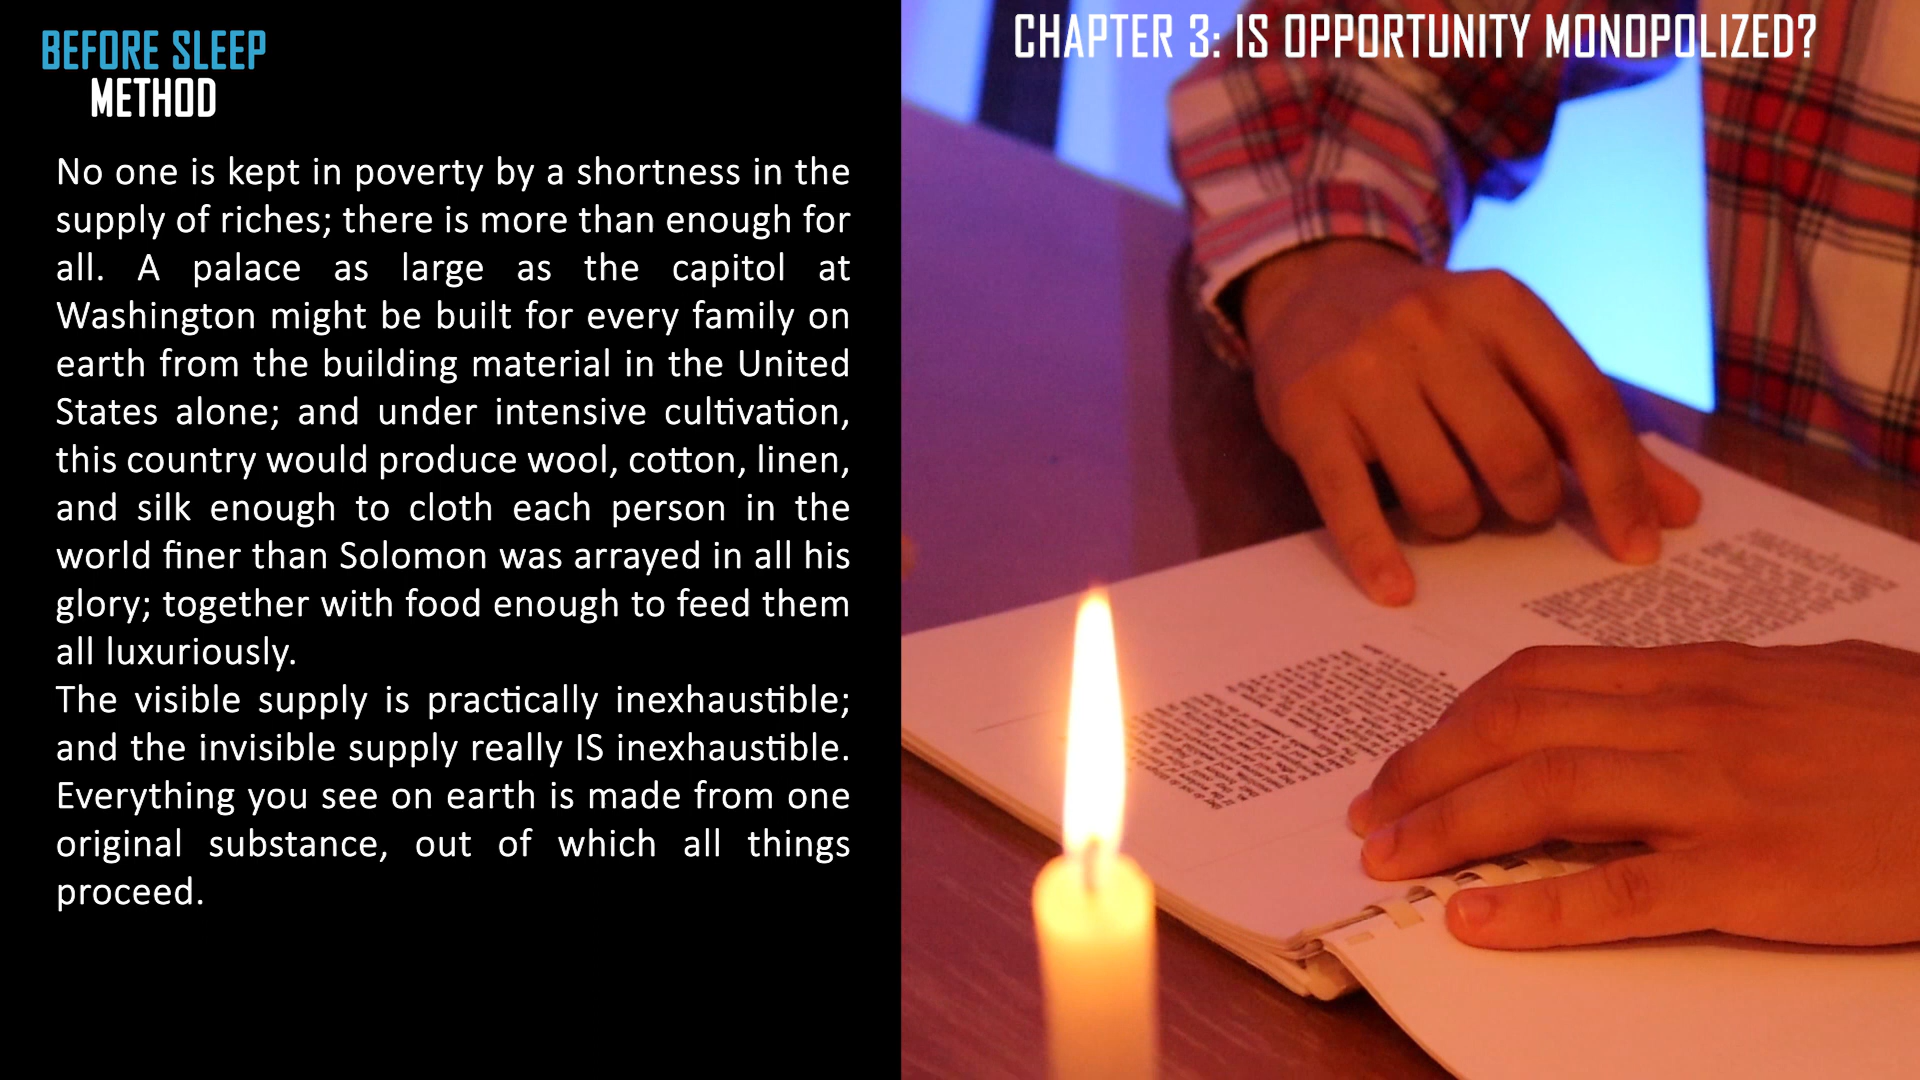 BEFORE SLEEP
METHOD
CHAPTER 3: IS OPPORTUNITY MONOPOLIZED?
No one is kept in poverty by a shortness in the
supply of riches; there is more than enough for
all. A palace as large as the capitol at
Washington might be built for every family on
earth from the building material in the United
States alone; and under intensive cultivation,
this country would produce wool, cotton, linen,
and silk enough to cloth each person in the
world finer than Solomon was arrayed in all his
glory; together with food enough to feed them
all luxuriously.
The visible supply is practically inexhaustible;
and the invisible supply really IS inexhaustible.
Everything you see on earth is made from one
original substance, out of which all things
proceed.